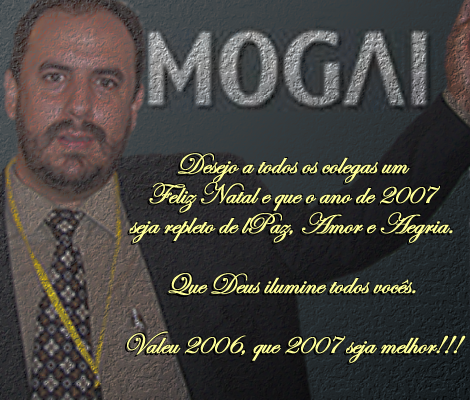 MOGAI
Desejo a todos os colegas um
Feliz Natal e que o ano de 2007
seja repleto de lPaz, Amor e Aegria.
Que Deus ilumine todos vocês.
Valeu 2006, que 2007 seja melhor!!!